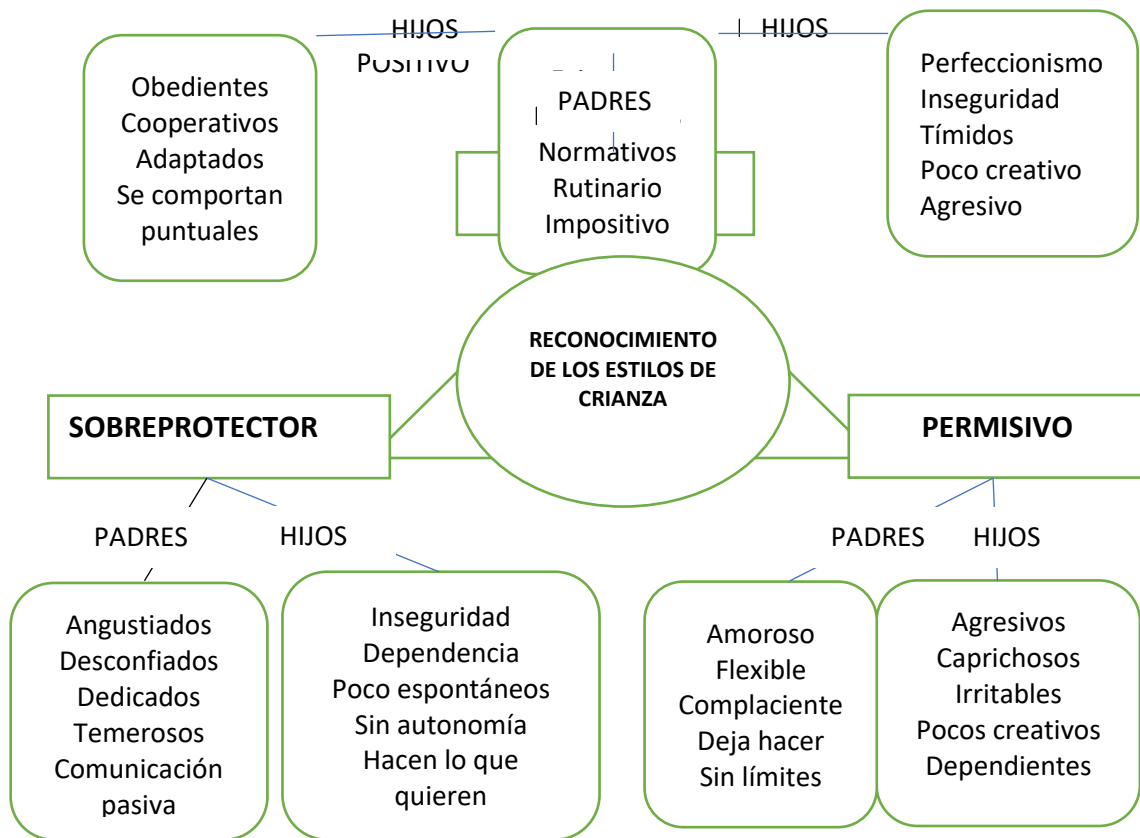 HIJOS
POSITIVO
Obedientes
Cooperativos
Adaptados
Se comportan
puntuales
PADRES
Normativos
Rutinario
Impositivo
HIJOS
Perfeccionismo
Inseguridad
Tímidos
Poco creativo
Agresivo
RECONOCIMIENTO
DE LOS ESTILOS DE
CRIANZA
SOBREPROTECTOR
PADRES
Angustiados
Desconfiados
Dedicados
Temerosos
Comunicación
pasiva
HIJOS
Inseguridad
Dependencia
Poco espontáneos
Sin autonomía
Hacen lo que
quieren
PERMISIVO
PADRES
Amoroso
Flexible
Complaciente
Deja hacer
Sin límites
HIJOS
Agresivos
Caprichosos
Irritables
Pocos creativos
Dependientes